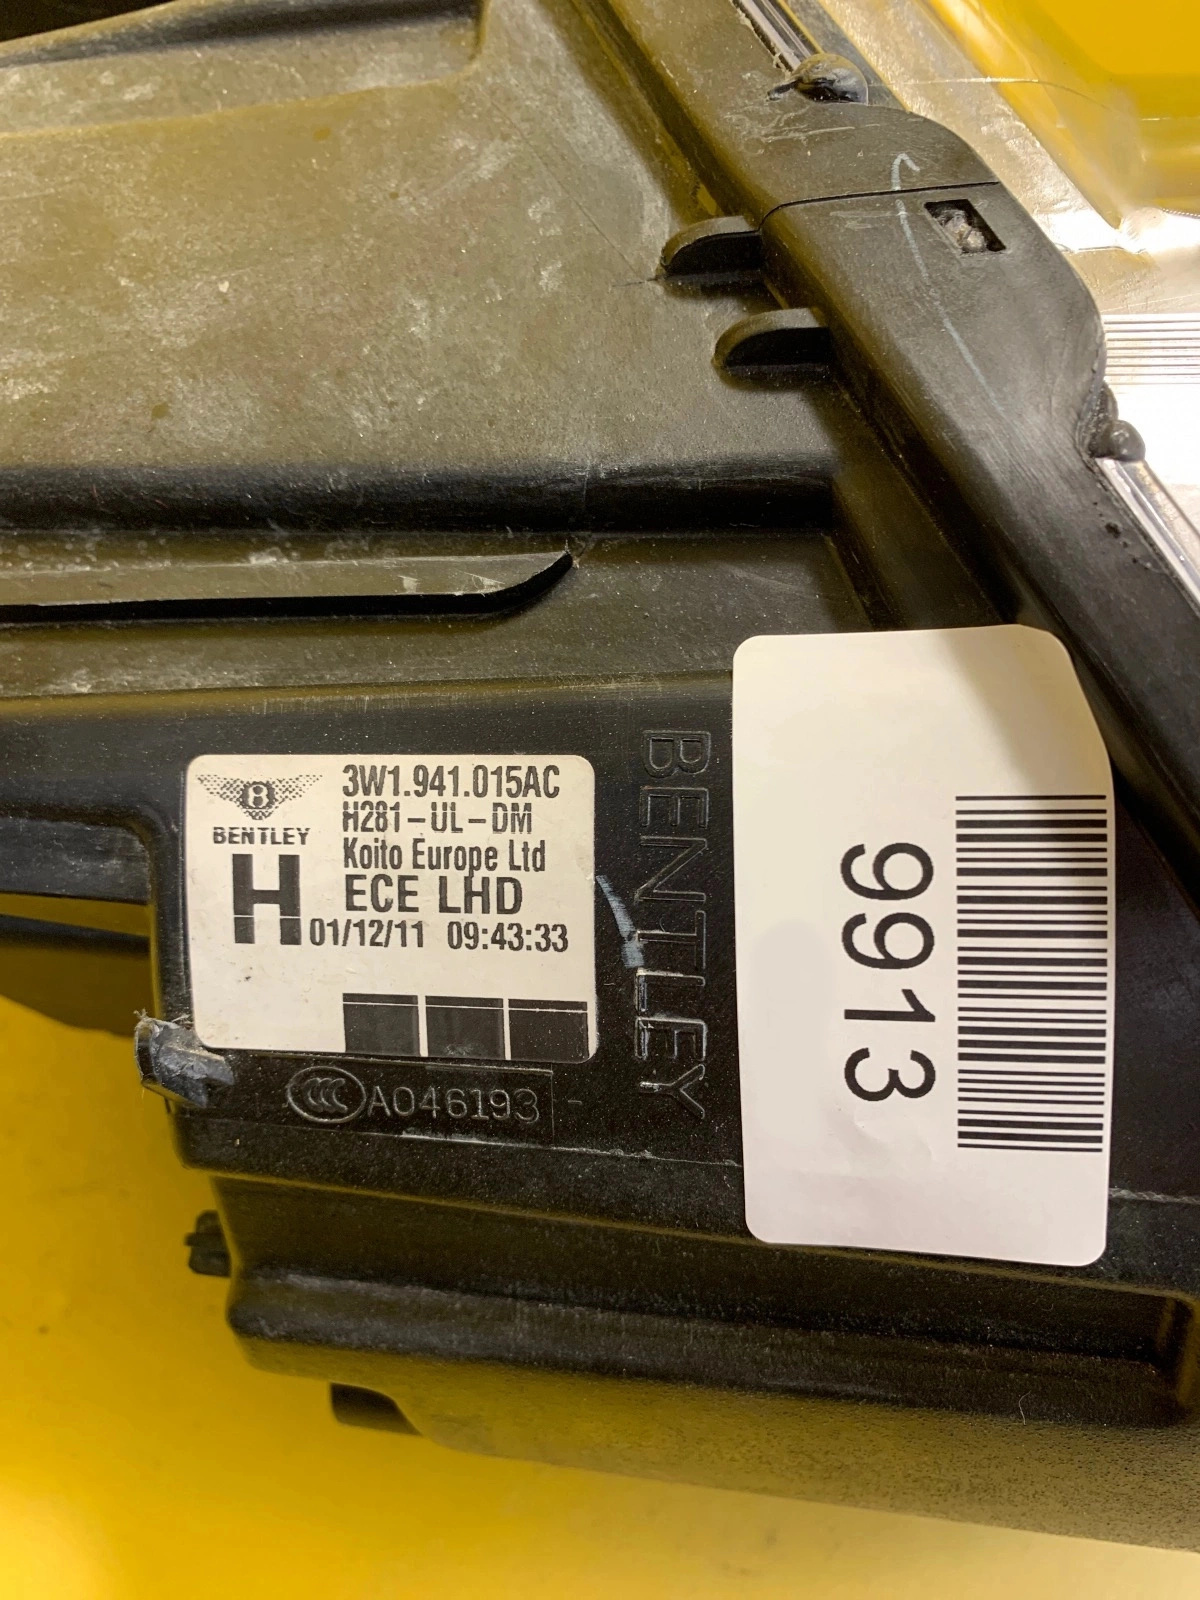 B
BENTLEY
H
3W1.941.015AC
H281-UL-DM
Koito Europe Ltd
ECE LHD
01/12/11 09:43:33
CCC A046193
BENTLEY
9913